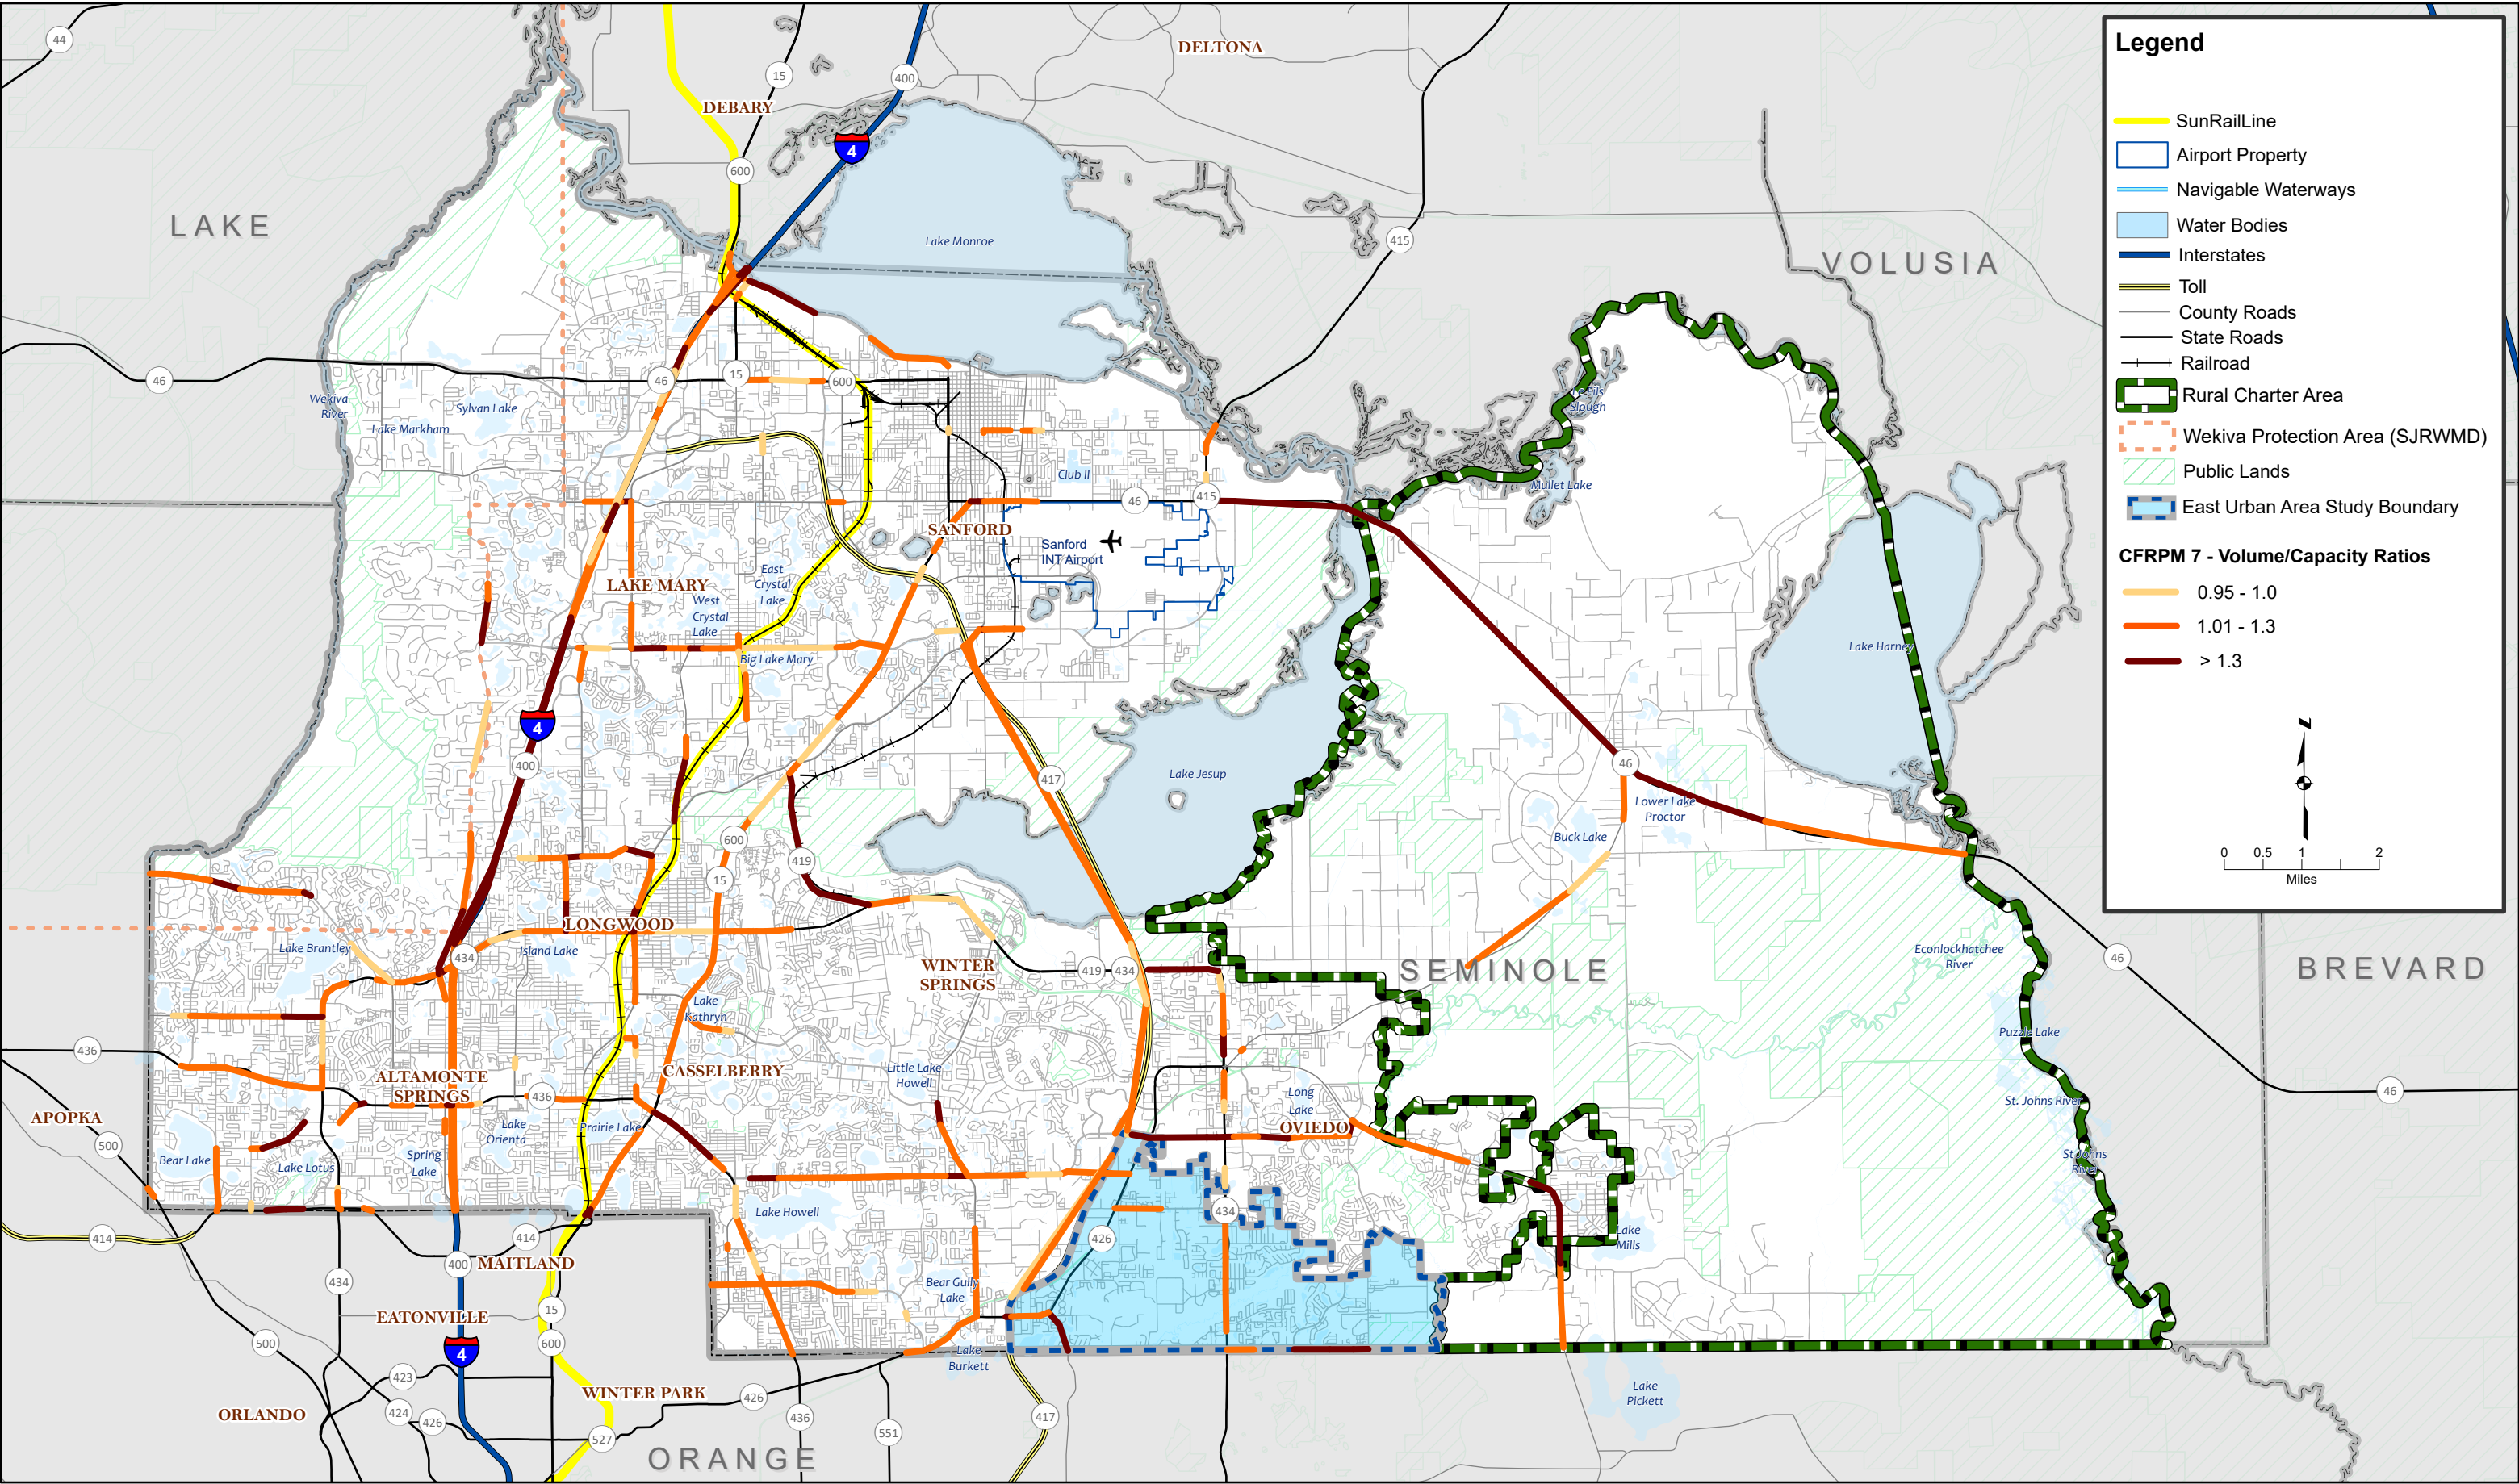 44
15
400
DELTONA
DEBARY
4
600
LAKE
Lake Monroe
415
VOLUSIA
46
46
15
600
Wekiva
River
Sylvan Lake
Lake Markham
Slough
Club II
Mullet Lake
46
415
SANFORD
Sanford
INT Airport
East
Crystal
Lake
LAKE MARY
West
Crystal
Lake
Big Lake Mary
Lake Harney
4
400
417
Lake Jesup
46
Lower Lake
Proctor
Buck Lake
600
419
15
LONGWOOD
Lake Brantley
434
Island Lake
WINTER
SPRINGS
419
434
SEMINOLE
Econlockhatchee
River
46
BREVARD
Lake
Kathryn
Puzzle Lake
436
ALTAMONTE
SPRINGS
CASSELBERRY
Little Lake
Howell
436
46
APOPKA
500
Lake
Orienta
Prairie Lake
Long
Lake
OVIEDO
St. Johns River
Bear Lake
Lake Lotus
Spring
Lake
St Johns
River
Lake Howell
434
414
414
426
Lake
Mills
400
MAITLAND
434
Bear Gully
Lake
15
EATONVILLE
500
4
600
Lake
Burkett
423
WINTER PARK
426
Lake
Pickett
ORLANDO
424
426
436
417
551
527
ORANGE
Legend
SunRailLine
Airport Property
Navigable Waterways
Water Bodies
Interstates
Toll
County Roads
State Roads
Railroad
Rural Charter Area
Wekiva Protection Area (SJRWMD)
Public Lands
East Urban Area Study Boundary
CFRPM 7 - Volume/Capacity Ratios
0.95 - 1.0
1.01 - 1.3
> 1.3
0 0.5 1 2
Miles